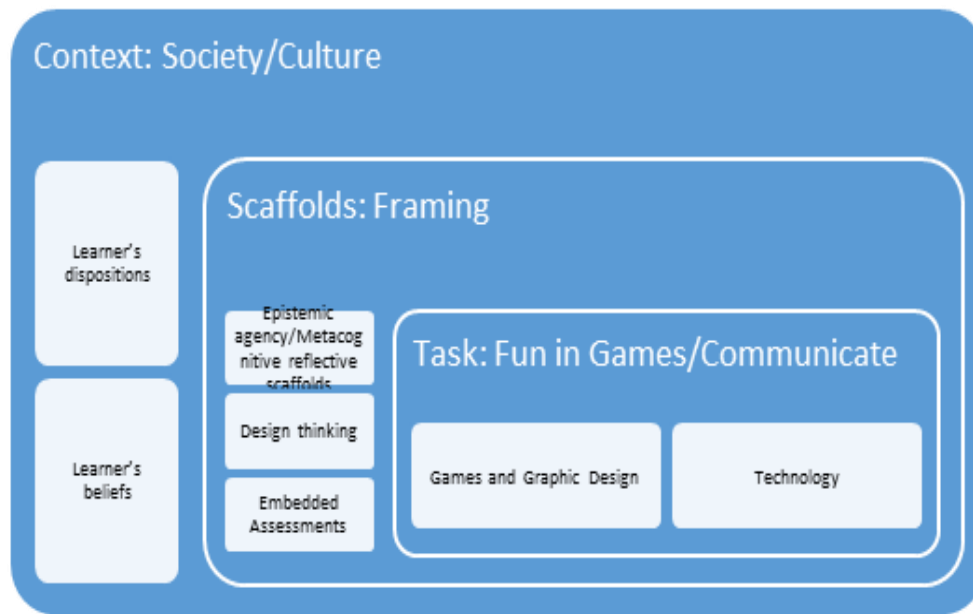 Context: Society/Culture
Learner's
dispositions
Learner's
beliefs
Scaffolds: Framing
Epistemic
agency/Metacog
nitive reflective
scaffolds
Design thinking
Embedded
Assessments
Task: Fun in Games/Communicate
Games and Graphic Design
Technology